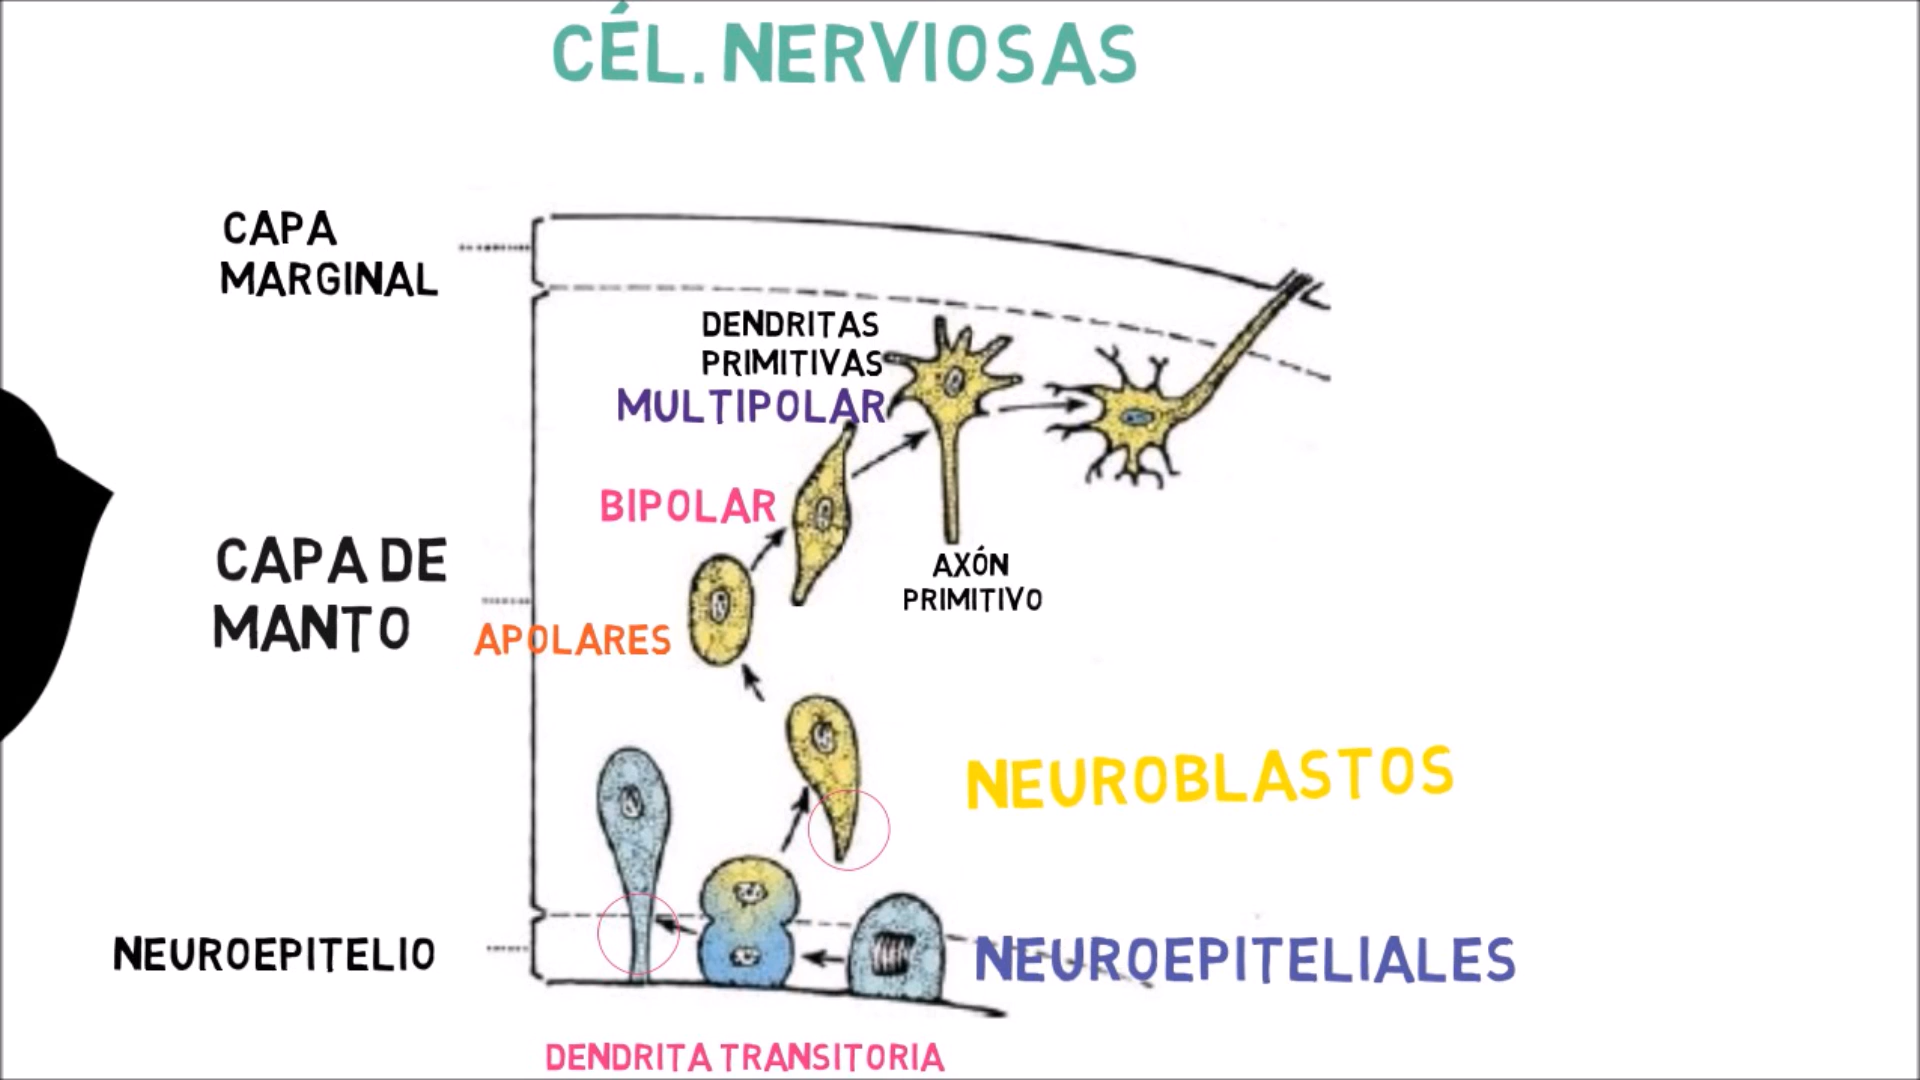 CÉL. NERVIOSAS
CAPA
MARGINAL
DENDRITAS
PRIMITIVAS
MULTIPOLAR
BIPOLAR
AXÓN
PRIMITIVO
CAPA DE
MANTO
APOLARES
NEUROBLASTOS
NEUROEPITELIO
NEUROEPITELIALES
DENDRITA TRANSITORIA